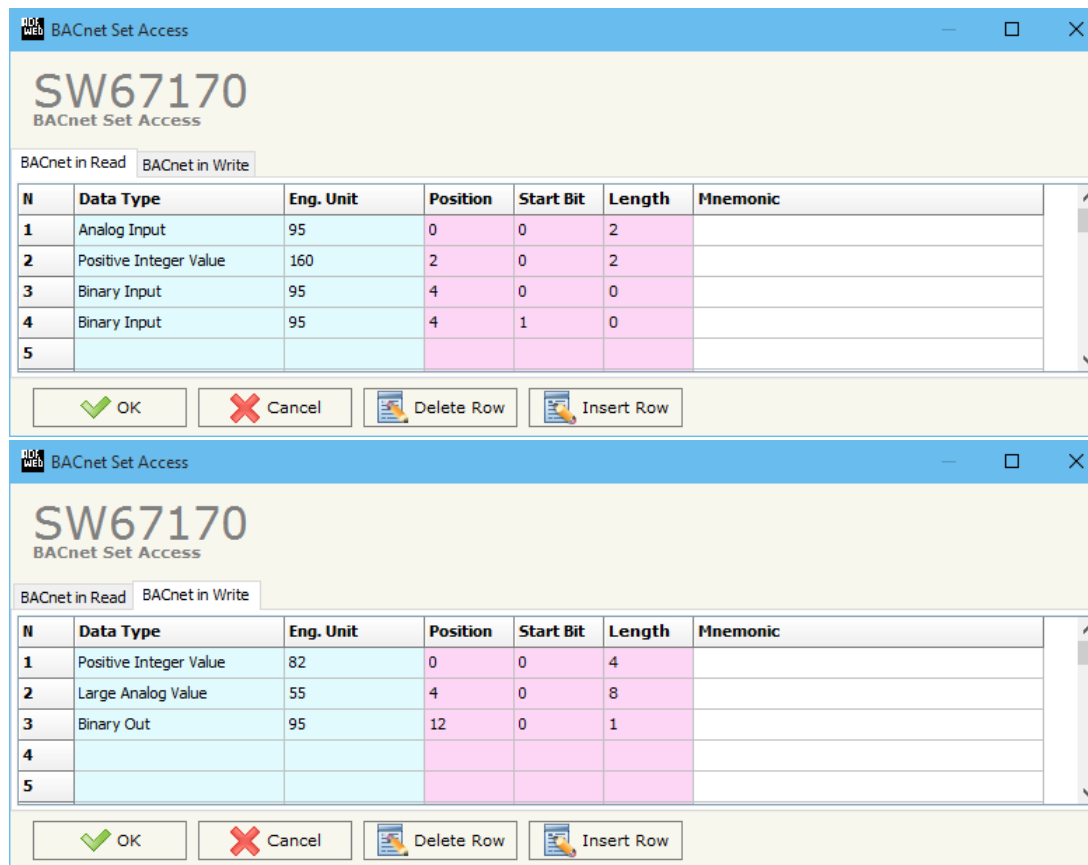 ADF WEB BACnet Set Access
SW67170
BACnet Set Access
BACnet in Read BACnet in Write
N Data Type Eng. Unit Position Start Bit Length Mnemonic
1 Analog Input 95 0 0 2
2 Positive Integer Value 160 2 0 2
3 Binary Input 95 4 0 0
4 Binary Input 95 4 1 0
5
OK Cancel Delete Row Insert Row
ADF WEB BACnet Set Access
SW67170
BACnet Set Access
BACnet in Read BACnet in Write
N Data Type Eng. Unit Position Start Bit Length Mnemonic
1 Positive Integer Value 82 0 0 4
2 Large Analog Value 55 4 0 8
3 Binary Out 95 12 0 1
4
5
OK Cancel Delete Row Insert Row